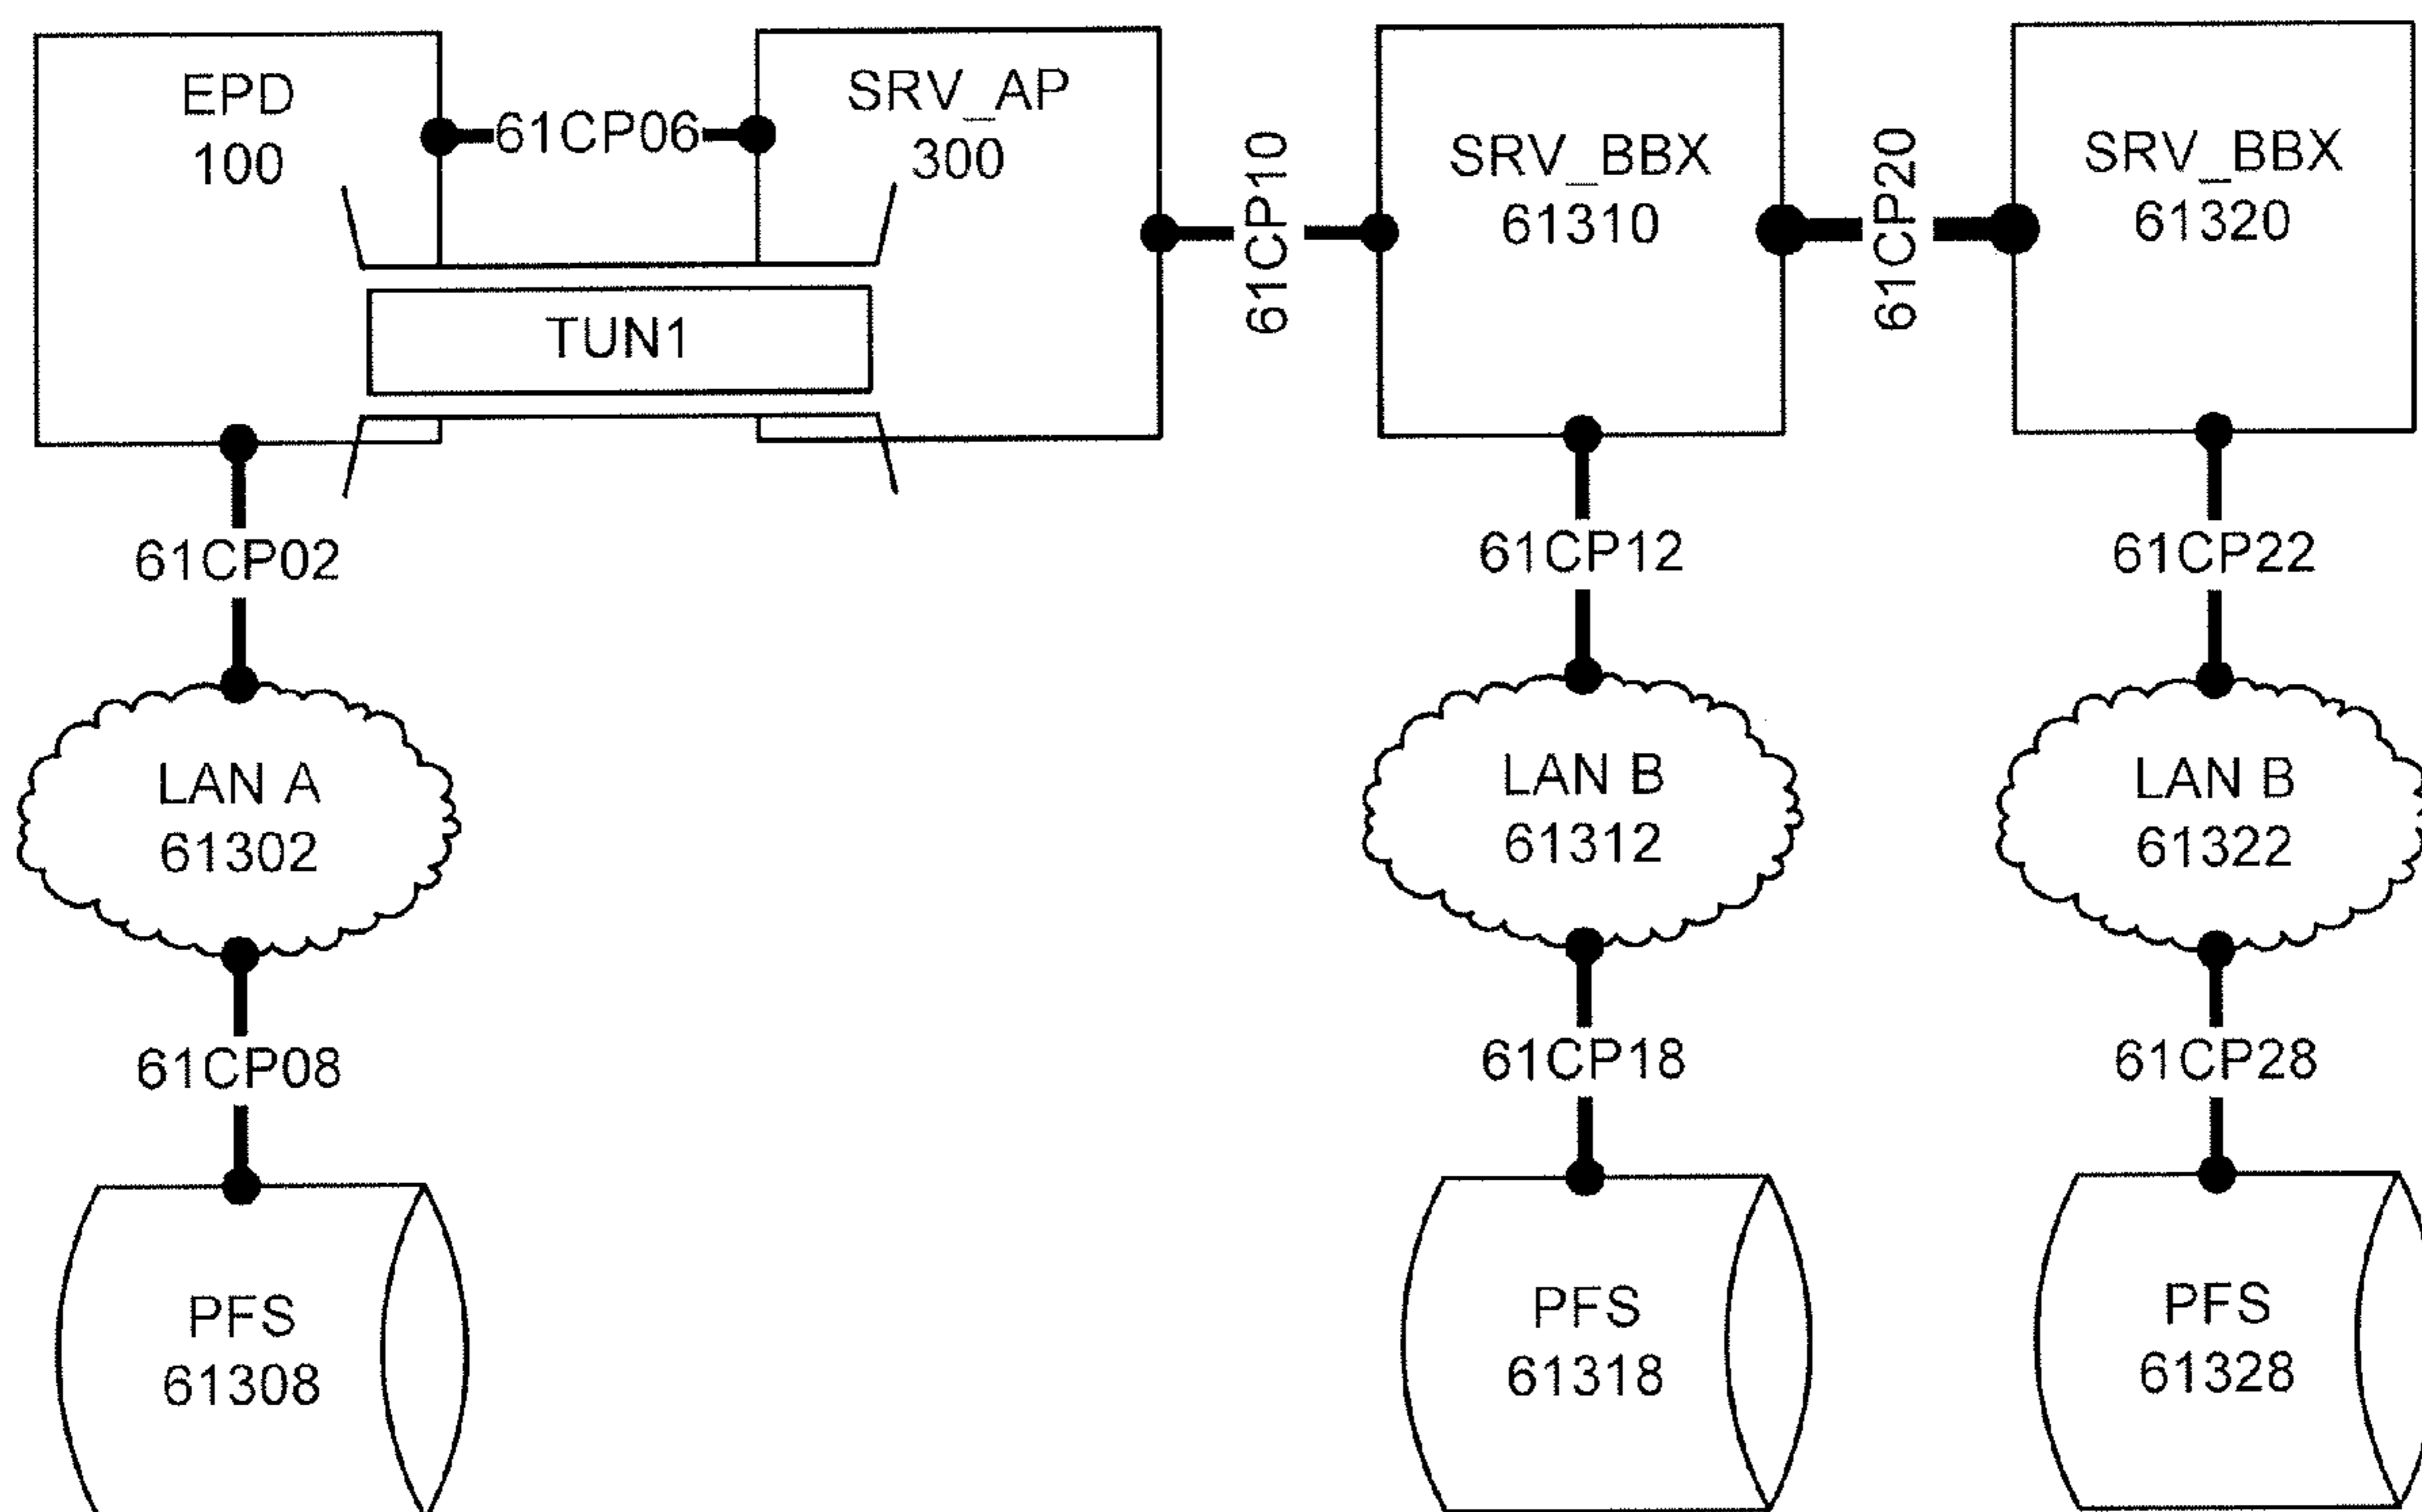 EPD
100
61CP06
SRV_AP
300
61CP10
SRV_BBX
61310
61CP20
SRV_BBX
61320
TUN1
61CP02
61CP12
61CP22
LAN A
61302
LAN B
61312
LAN B
61322
61CP08
61CP18
61CP28
PFS
61308
PFS
61318
PFS
61328